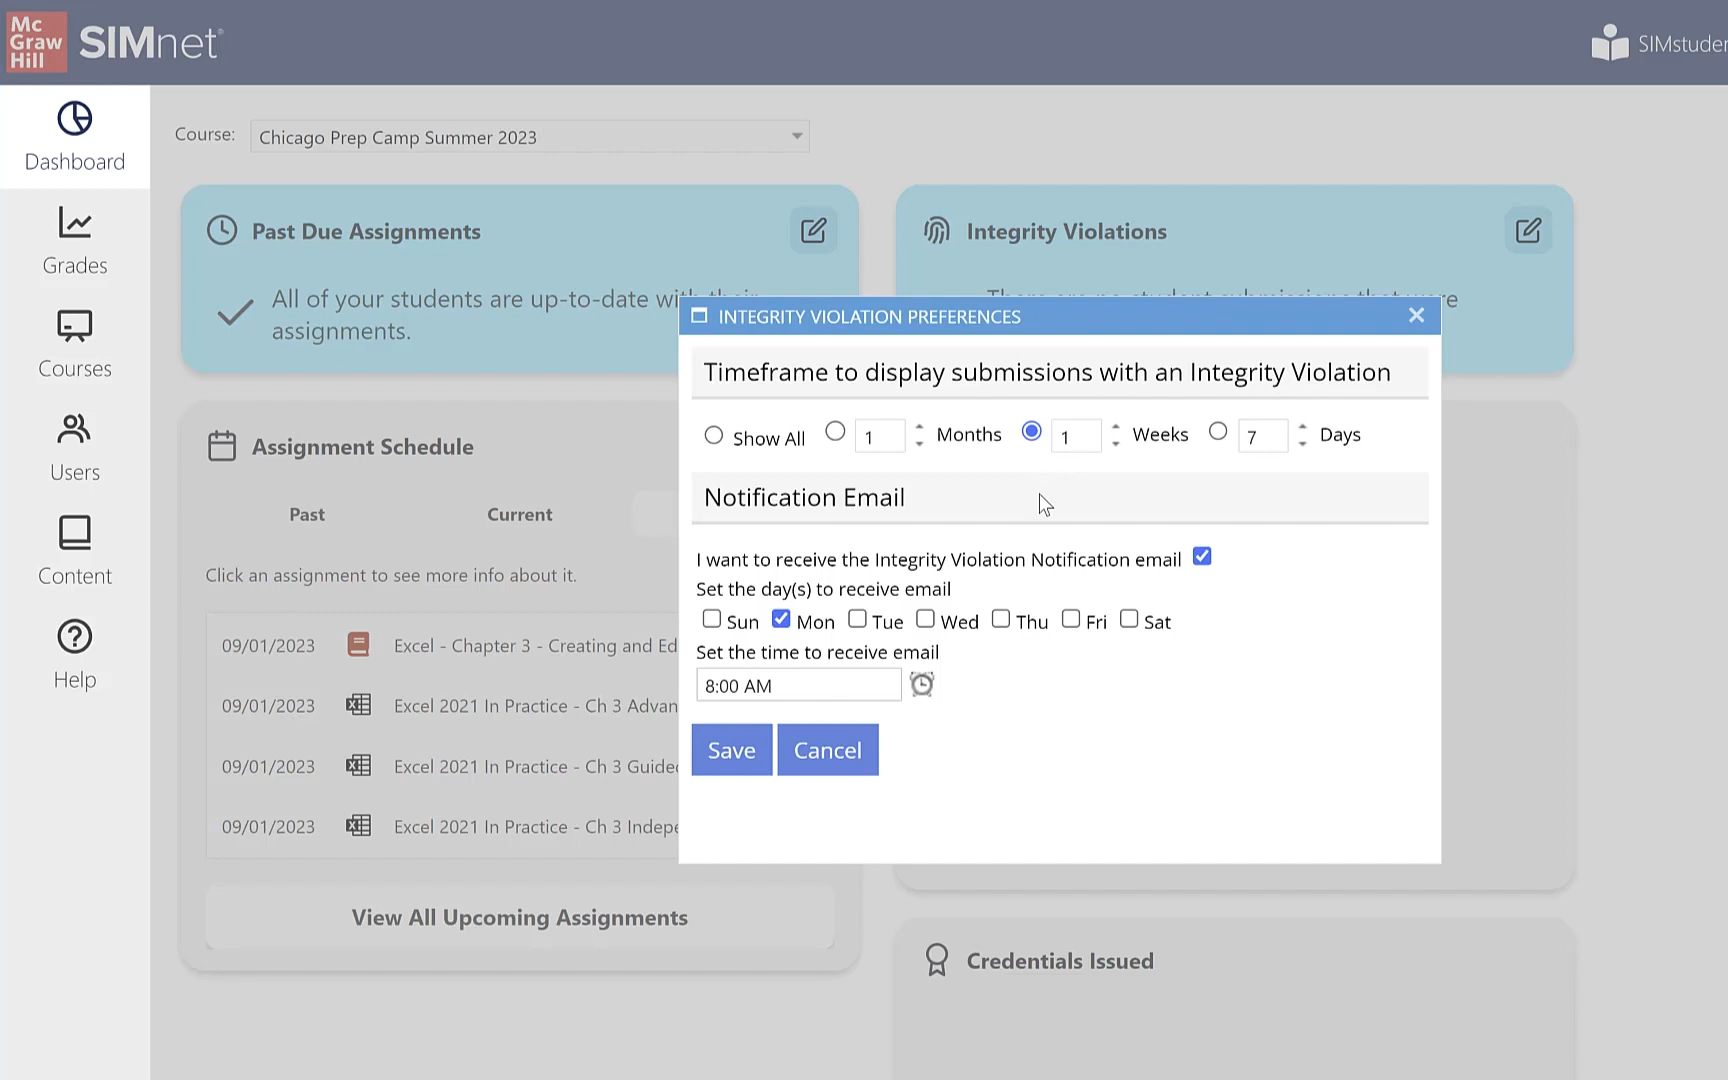 Mc
Graw
Hill
SIMnet®
Dashboard
Grades
Courses
Users
Content
Help
Course: Chicago Prep Camp Summer 2023
Past Due Assignments
All of your students are up-to-date with their
assignments.
Integrity Violations
There are no student submissions that were
Assignment Schedule
Past Current
Click an assignment to see more info about it.
09/01/2023 Excel - Chapter 3 - Creating and Ed
09/01/2023 Excel 2021 In Practice - Ch 3 Advan
09/01/2023 Excel 2021 In Practice - Ch 3 Guide
09/01/2023 Excel 2021 In Practice - Ch 3 Indepe
View All Upcoming Assignments
INTEGRITY VIOLATION PREFERENCES
Timeframe to display submissions with an Integrity Violation
Show All 1 Months 1 Weeks 7 Days
Notification Email
I want to receive the Integrity Violation Notification email
Set the day(s) to receive email
Sun Mon Tue Wed Thu Fri Sat
Set the time to receive email
8:00 AM
Save Cancel
Credentials Issued